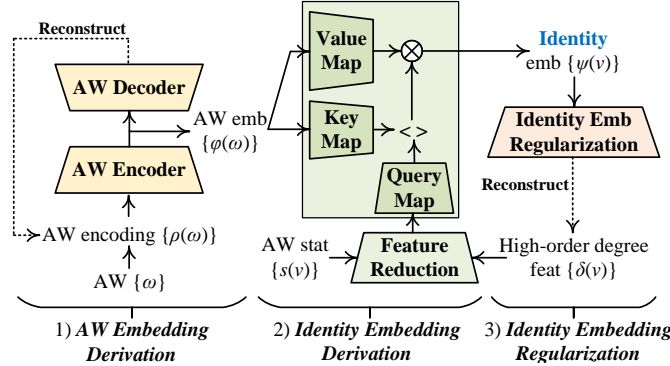 Reconstruct
AW Decoder
AW emb
{φ(ω)}
AW Encoder
AW encoding {ρ(ω)}
AW {ω}
1) AW Embedding
Derivation
Value
Map
Key
Map
< >
Query
Map
AW stat
{s(v)}
Feature
Reduction
2) Identity Embedding
Derivation
Identity
emb {ψ(v)}
Identity Emb
Regularization
Reconstruct
High-order degree
feat {δ(v)}
3) Identity Embedding
Regularization